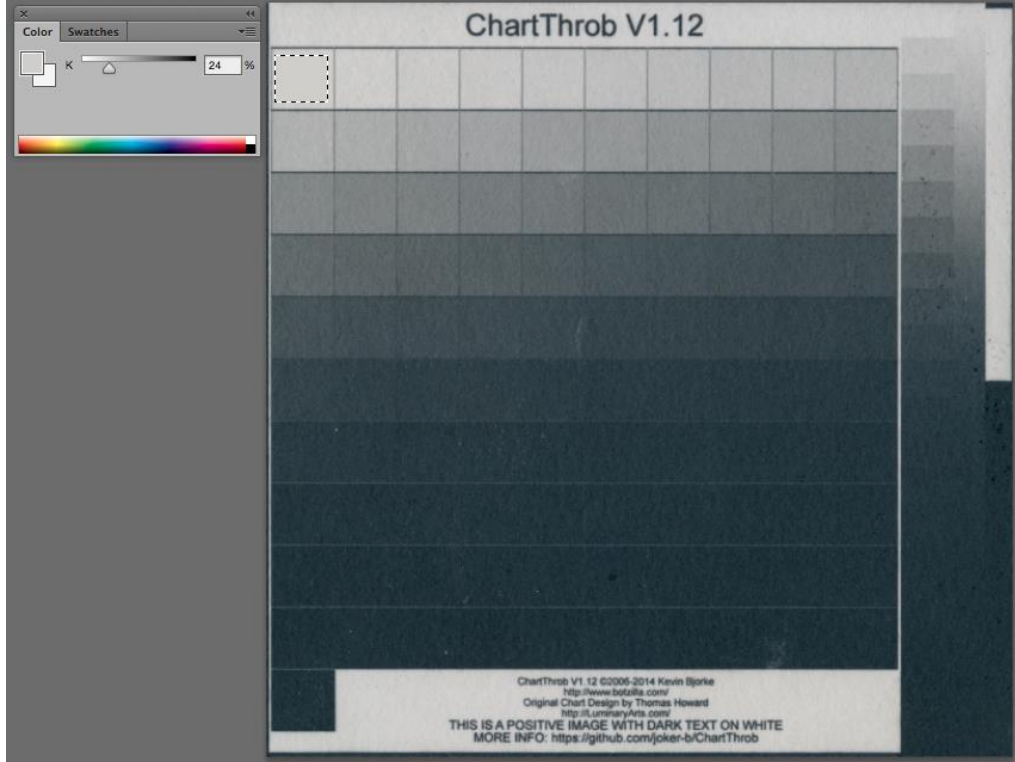 Color Swatches
K 24 %
ChartThrob V1.12
ChartThrob V1.12 ©2006-2014 Kevin Bjorke
http://www.botzilla.com/
Original Chart Design by Thomas Howard
http://LuminaryArts.com/
THIS IS A POSITIVE IMAGE WITH DARK TEXT ON WHITE
MORE INFO: https://github.com/joker-b/ChartThrob